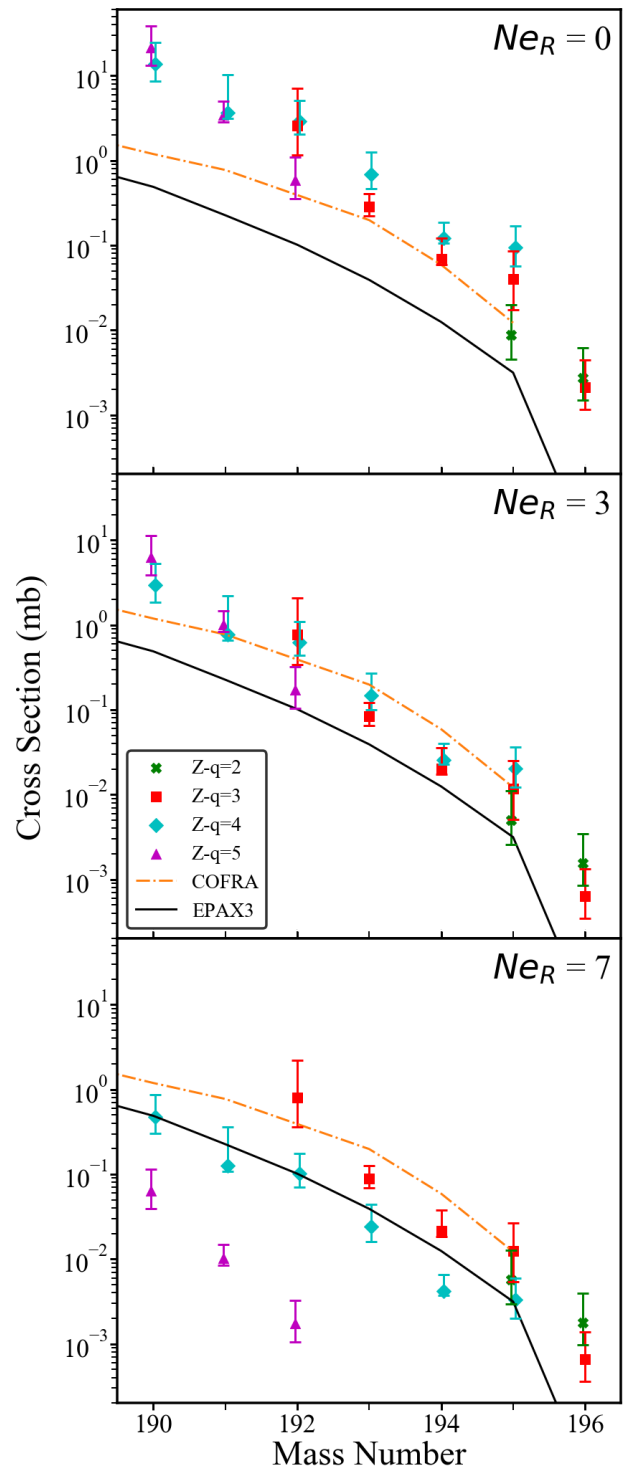 Ne_R = 0
10^1
10^0
10^−1
10^−2
10^−3
Ne_R = 3
10^1
10^0
10^−1
10^−2
10^−3
Cross Section (mb)
Z-q=2
Z-q=3
Z-q=4
Z-q=5
COFRA
EPAX3
Ne_R = 7
10^1
10^0
10^−1
10^−2
10^−3
190 192 194 196
Mass Number